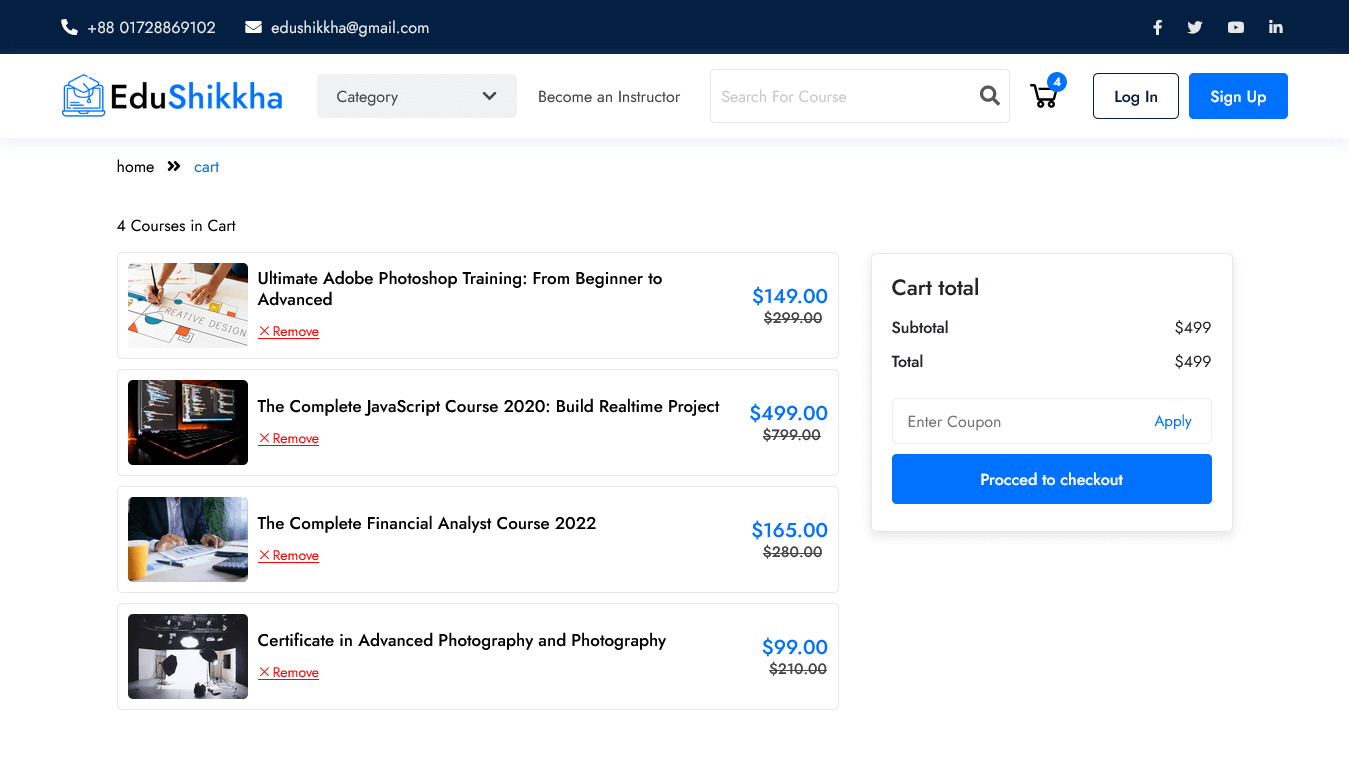 +88 01728869102 edushikkha@gmail.com
EduShikkha Category Become an Instructor Search For Course 4 Log In Sign Up
home cart
4 Courses in Cart
CREATIVE DESIGN
Ultimate Adobe Photoshop Training: From Beginner to
Advanced
Remove
$149.00
$299.00
The Complete JavaScript Course 2020: Build Realtime Project
Remove
$499.00
$799.00
The Complete Financial Analyst Course 2022
Remove
$165.00
$280.00
Certificate in Advanced Photography and Photography
Remove
$99.00
$210.00
Cart total
Subtotal $499
Total $499
Enter Coupon Apply
Procced to checkout